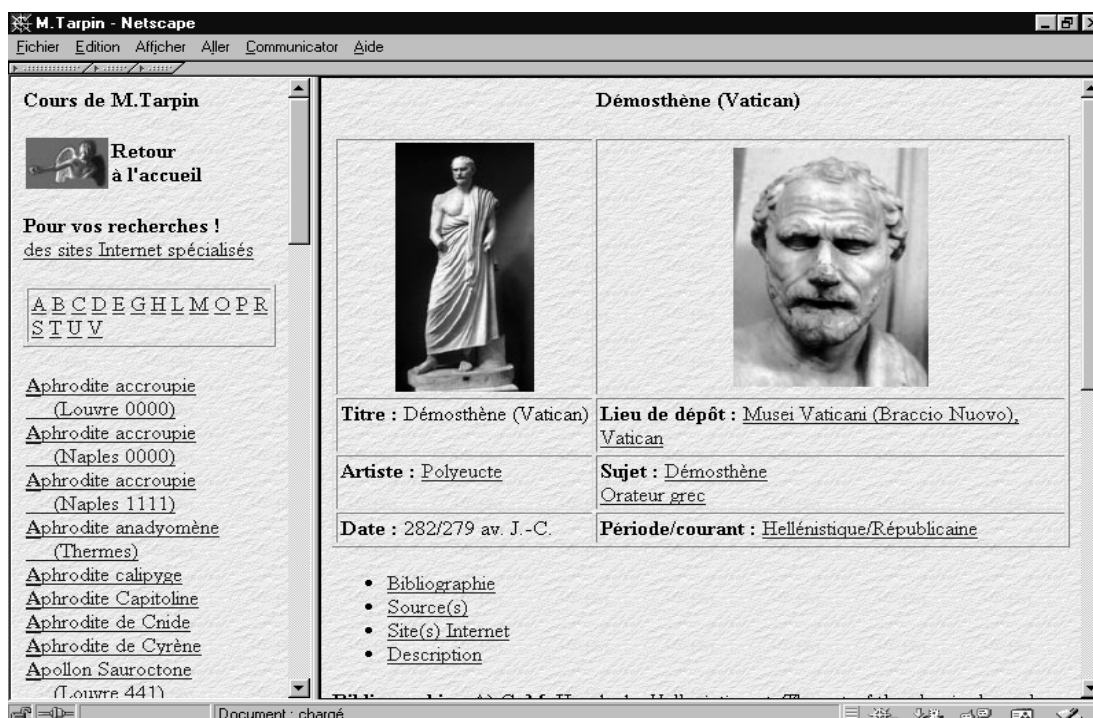 M.Tarpin - Netscape
Fichier Edition Afficher Aller Communicator Aide
Cours de M.Tarpin
Retour
à l'accueil
Pour vos recherches !
des sites Internet spécialisés
A B C D E G H L M O P R
S T U V
Aphrodite accroupie
(Louvre 0000)
Aphrodite accroupie
(Naples 0000)
Aphrodite accroupie
(Naples 1111)
Aphrodite anadyomène
(Thermes)
Aphrodite calipyge
Aphrodite Capitoline
Aphrodite de Cnide
Aphrodite de Cyrène
Apollon Sauroctone
(Louvre 441)
Démosthène (Vatican)
Titre : Démosthène (Vatican)
Lieu de dépôt : Musei Vaticani (Braccio Nuovo),
Vatican
Artiste : Polyeucte
Sujet : Démosthène
Orateur grec
Date : 282/279 av. J.-C.
Période/courant : Hellénistique/Républicaine
Bibliographie
Source(s)
Site(s) Internet
Description
Document : chargé